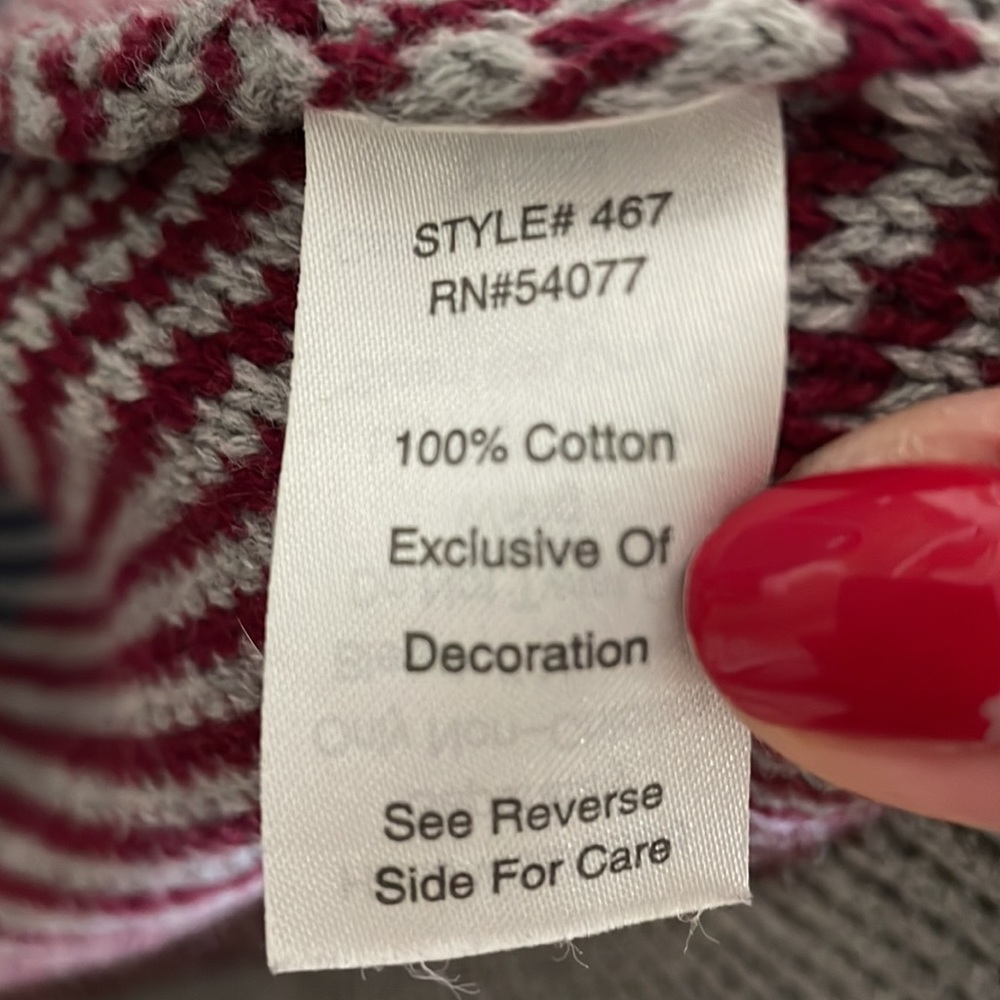 STYLE# 467
RN#54077
100% Cotton
Exclusive Of
Decoration
See Reverse
Side For Care